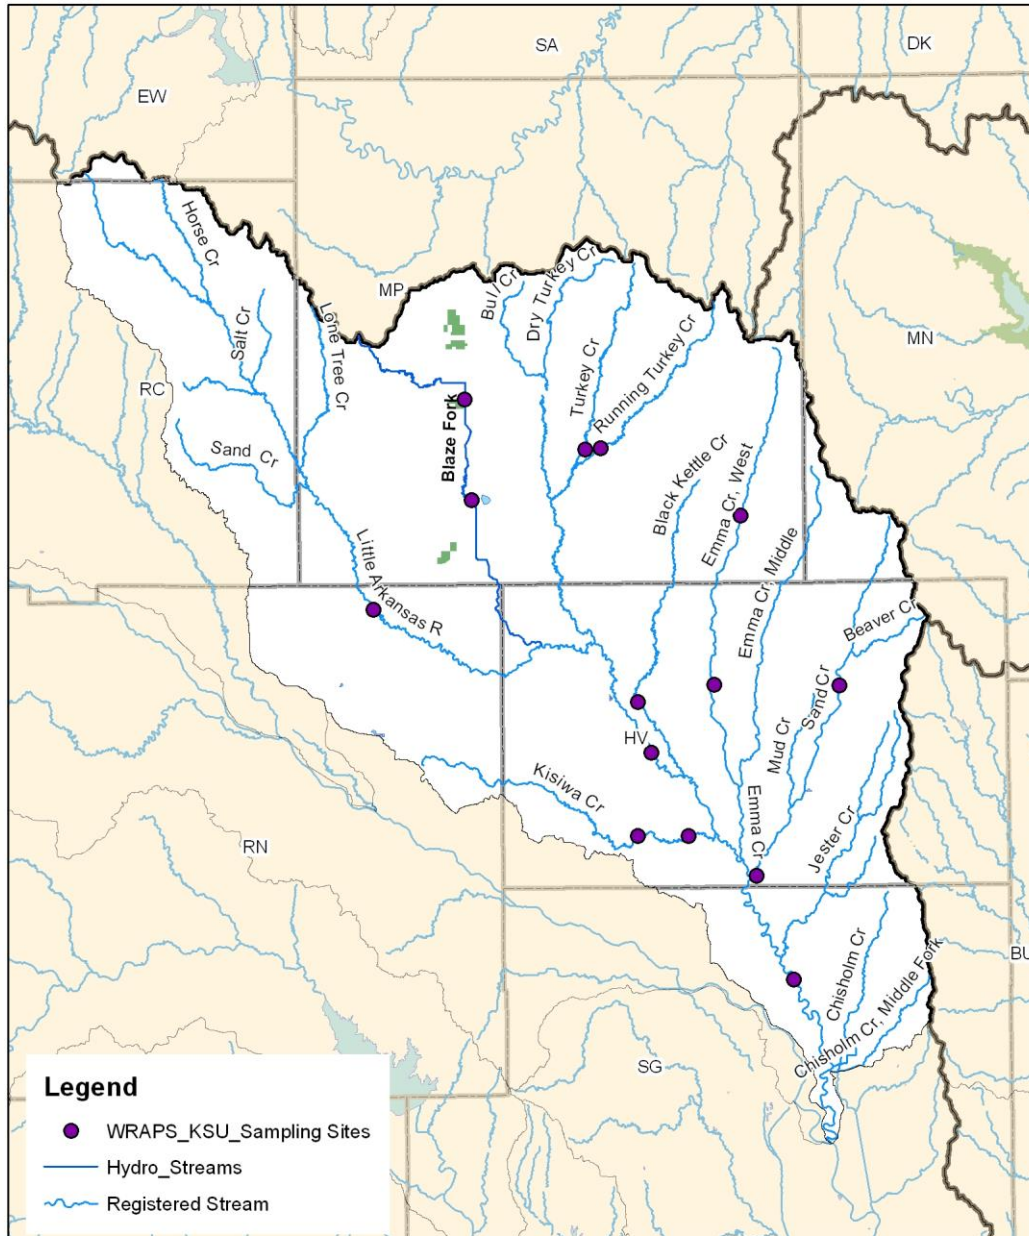 SA
DK
EW
Horse Cr
MP
Bull Cr
Dry Turkey Cr
Lone Tree Cr
Salt Cr
MN
RC
Turkey Cr
Running Turkey Cr
Blaze Fork
Sand Cr
Black Kettle Cr
Emma Cr, West
Emma Cr, Middle
Little Arkansas R
Beaver Cr
Sand Cr
Mud Cr
HV
Kisiwa Cr
Emma Cr
Jester Cr
RN
Chisholm Cr
BU
Chisholm Cr, Middle Fork
SG
Legend
WRAPS_KSU_Sampling Sites
Hydro_Streams
Registered Stream